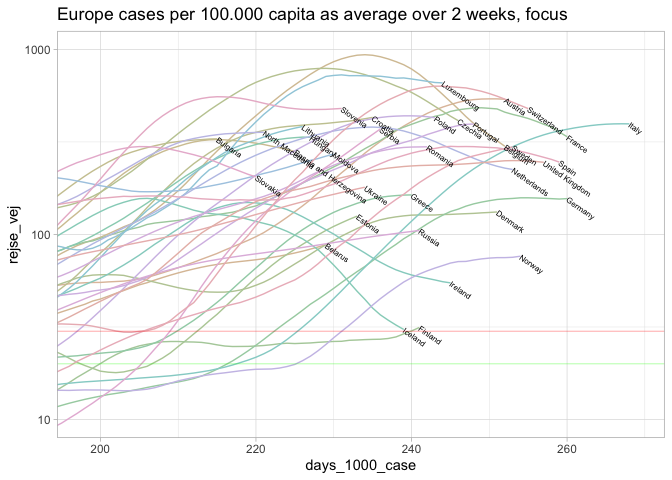 Europe cases per 100.000 capita as average over 2 weeks, focus
1000
100
10
rejse_vej
200
220
240
260
days_1000_case
Luxembourg
Slovenia
Austria
Switzerland
Italy
Croatia
Serbia
Poland
Czechia
Portugal
France
Bulgaria
Lithuania
Hungary
Moldova
North Macedonia
Bosnia and Herzegovina
Romania
Sweden
Spain
United Kingdom
Slovakia
Netherlands
Ukraine
Greece
Germany
Denmark
Estonia
Russia
Belarus
Norway
Ireland
Iceland
Finland